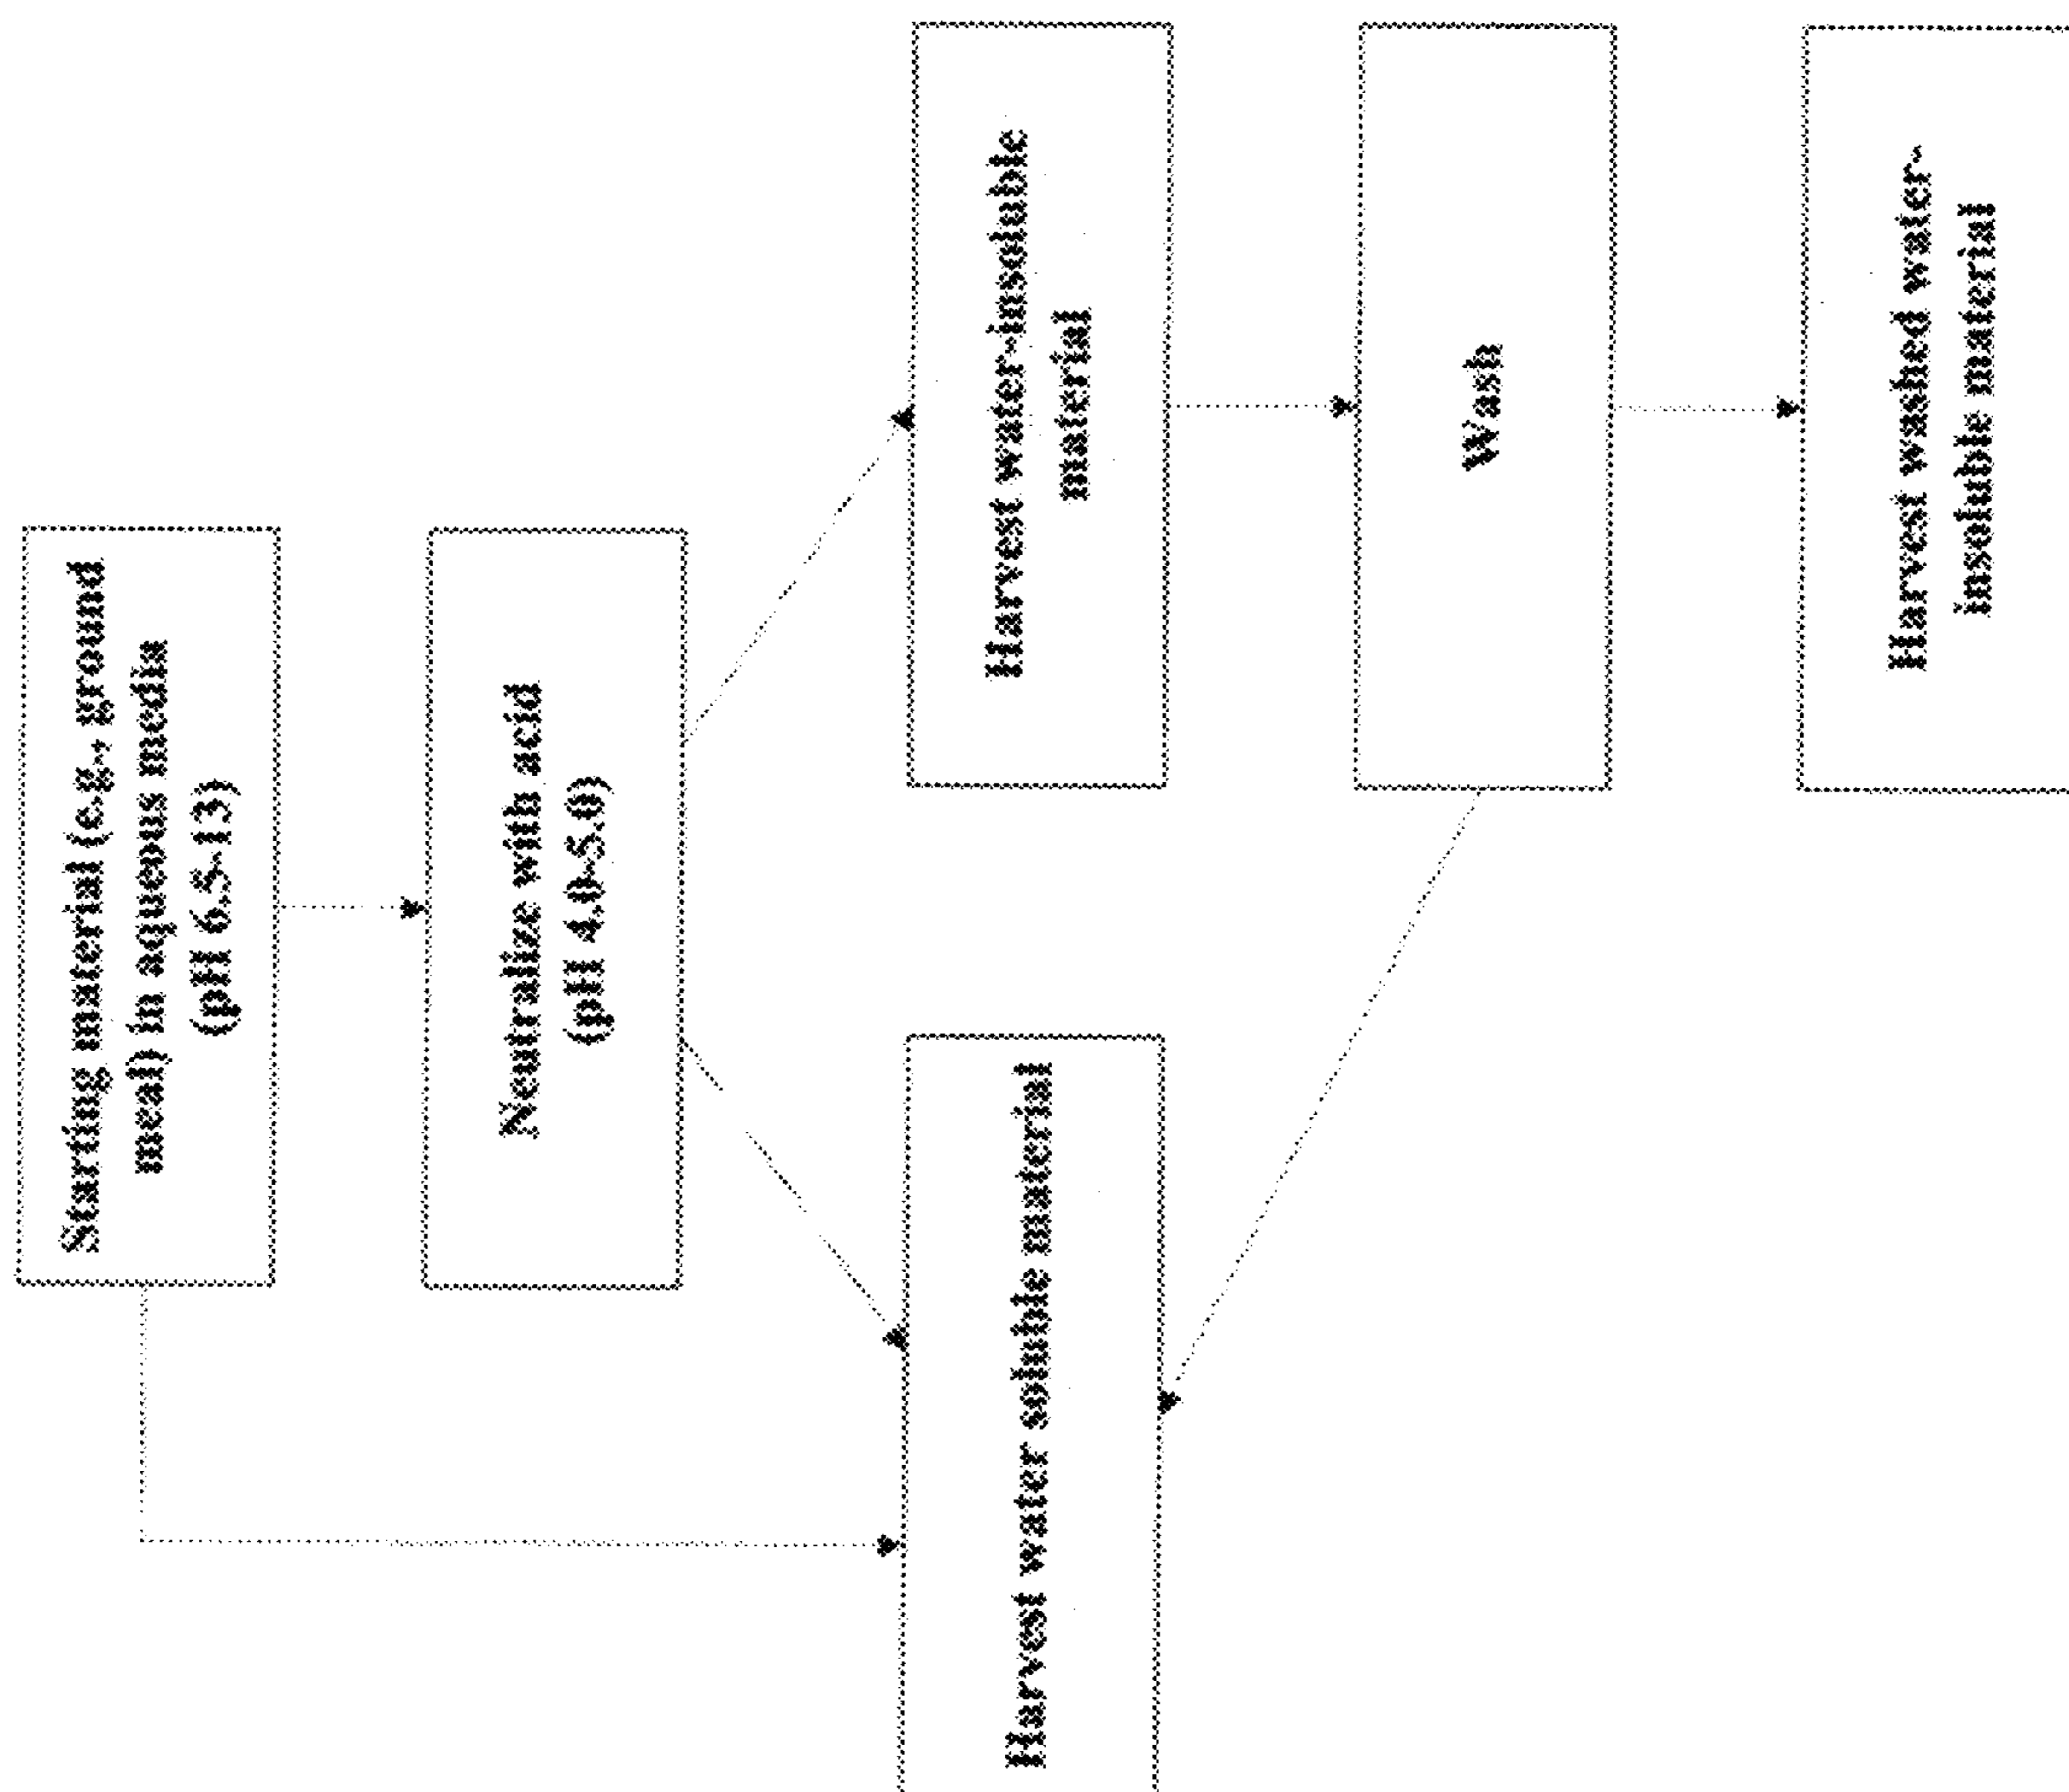 Starting material (e.g., ground
meal) in aqueous media
(pH 6.5-13)
Neutralize with acid
(pH 4.0-5.0)
Harvest water soluble material
Harvest water-insoluble
material
Wash
Harvest washed water-
insoluble material